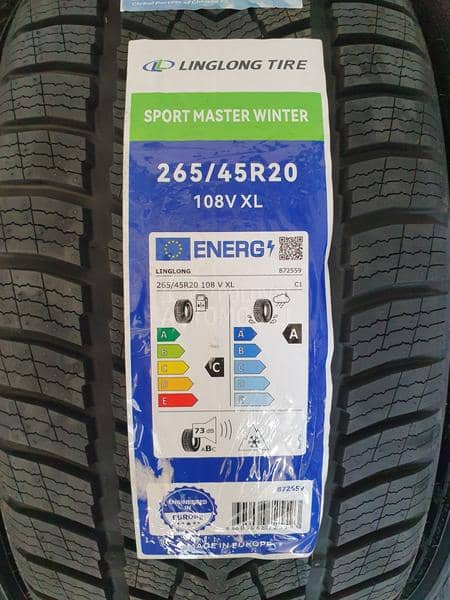 LINGLONG TIRE
SPORT MASTER WINTER
265/45R20
108V XL
ENERG
LINGLONG 872559
265/45R20 108 V XL C1
A A A
B B
C C C
D D
E E
73 dB
ABC
872559
ENGINEERED
IN
EUROPE
MADE IN EUROPE